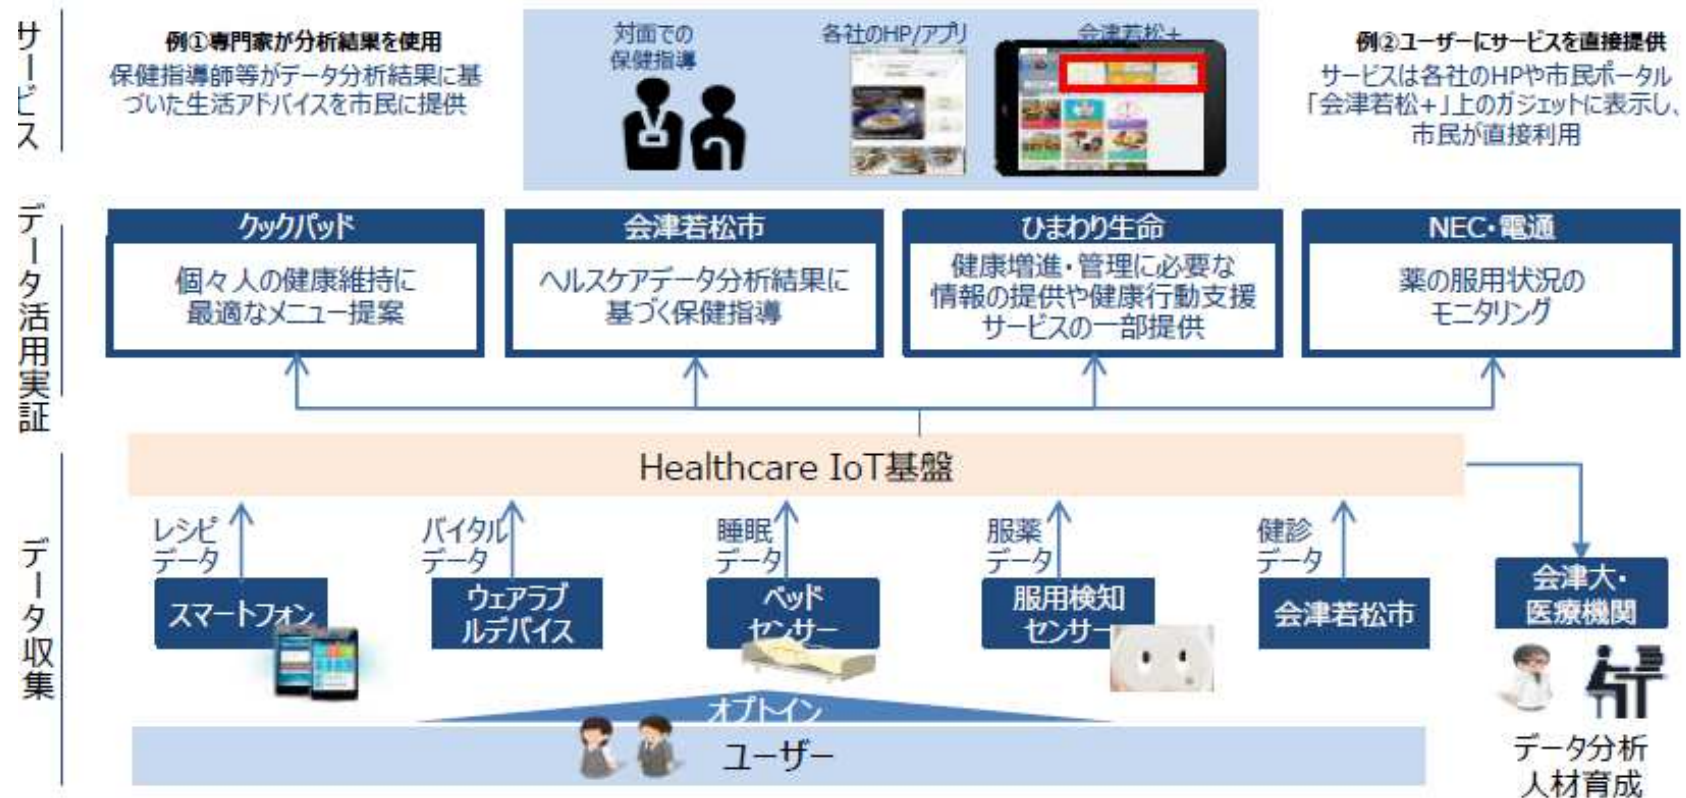 サービス
例①専門家が分析結果を使用
保健指導師等がデータ分析結果に基
づいた生活アドバイスを市民に提供
対面での
保健指導
各社のHP/アプリ
会津若松+
例②ユーザーにサービスを直接提供
サービスは各社のHPや市民ポータル
「会津若松+」上のガジェットに表示し、
市民が直接利用
データ活用実証
クックパッド
個々人の健康維持に
最適なメニュー提案
会津若松市
ヘルスケアデータ分析結果に
基づく保健指導
ひまわり生命
健康増進・管理に必要な
情報の提供や健康行動支援
サービスの一部提供
NEC・電通
薬の服用状況の
モニタリング
データ収集
Healthcare IoT基盤
レシピ
データ
バイタル
データ
睡眠
データ
服薬
データ
健診
データ
スマートフォン
ウェアラブ
ルデバイス
ベッド
センサー
服用検知
センサー
会津若松市
会津大・
医療機関
オプトイン
ユーザー
データ分析
人材育成